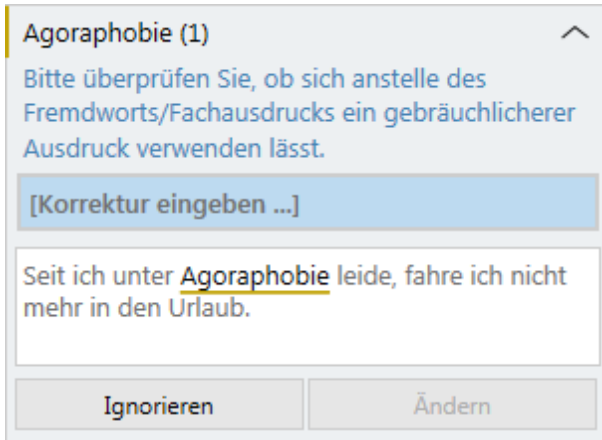 Agoraphobie (1)
Bitte überprüfen Sie, ob sich anstelle des
Fremdworts/Fachausdrucks ein gebräuchlicherer
Ausdruck verwenden lässt.
[Korrektur eingeben ...]
Seit ich unter Agoraphobie leide, fahre ich nicht
mehr in den Urlaub.
Ignorieren
Ändern